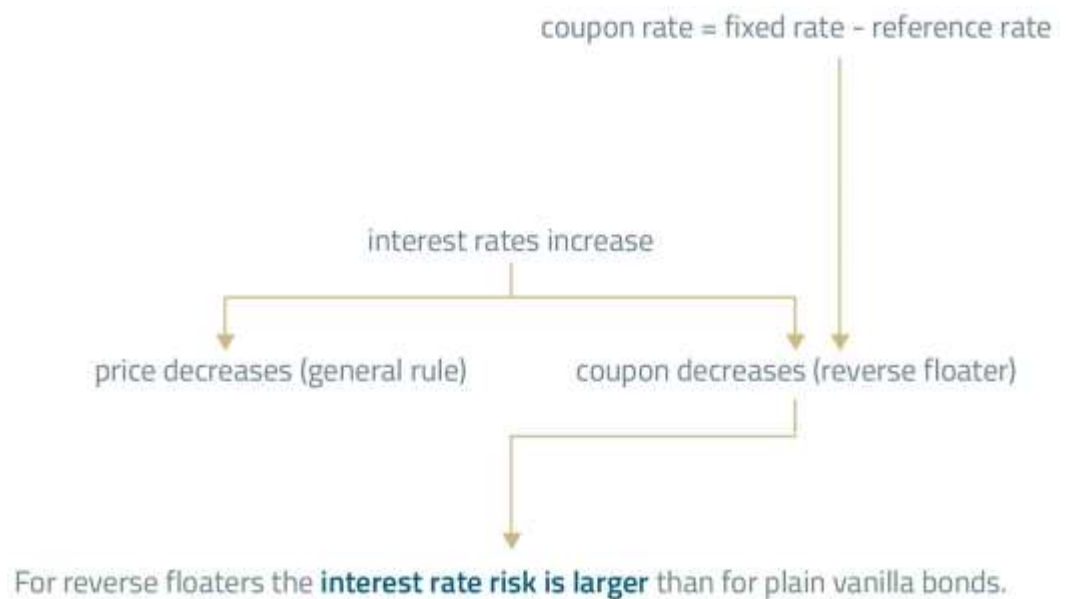 coupon rate = fixed rate - reference rate
interest rates increase
price decreases (general rule)
coupon decreases (reverse floater)
For reverse floaters the interest rate risk is larger than for plain vanilla bonds.